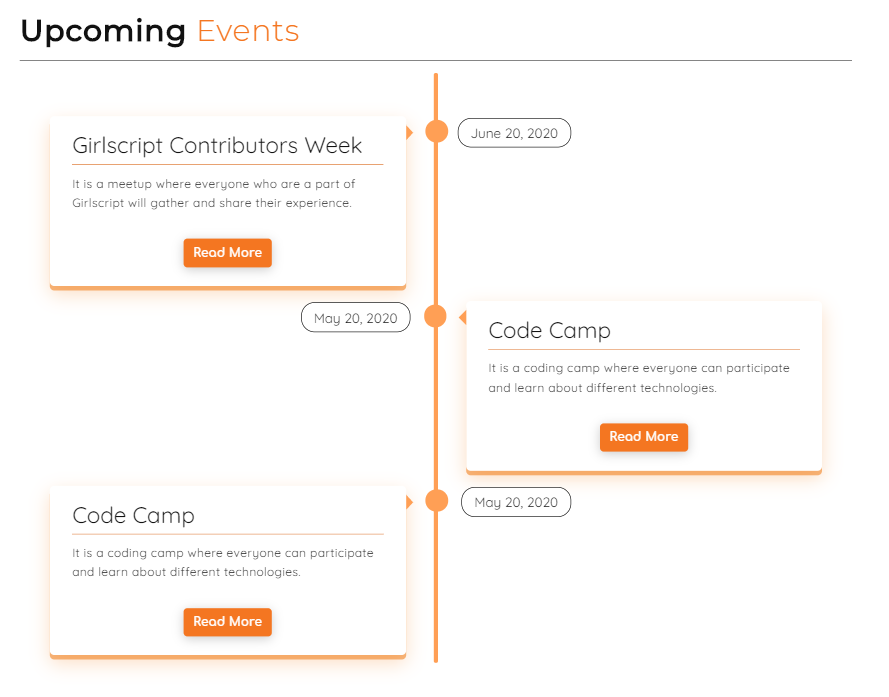 Upcoming Events
Girlscript Contributors Week
June 20, 2020
It is a meetup where everyone who are a part of
Girlscript will gather and share their experience.
Read More
May 20, 2020
Code Camp
It is a coding camp where everyone can participate
and learn about different technologies.
Read More
Code Camp
May 20, 2020
It is a coding camp where everyone can participate
and learn about different technologies.
Read More